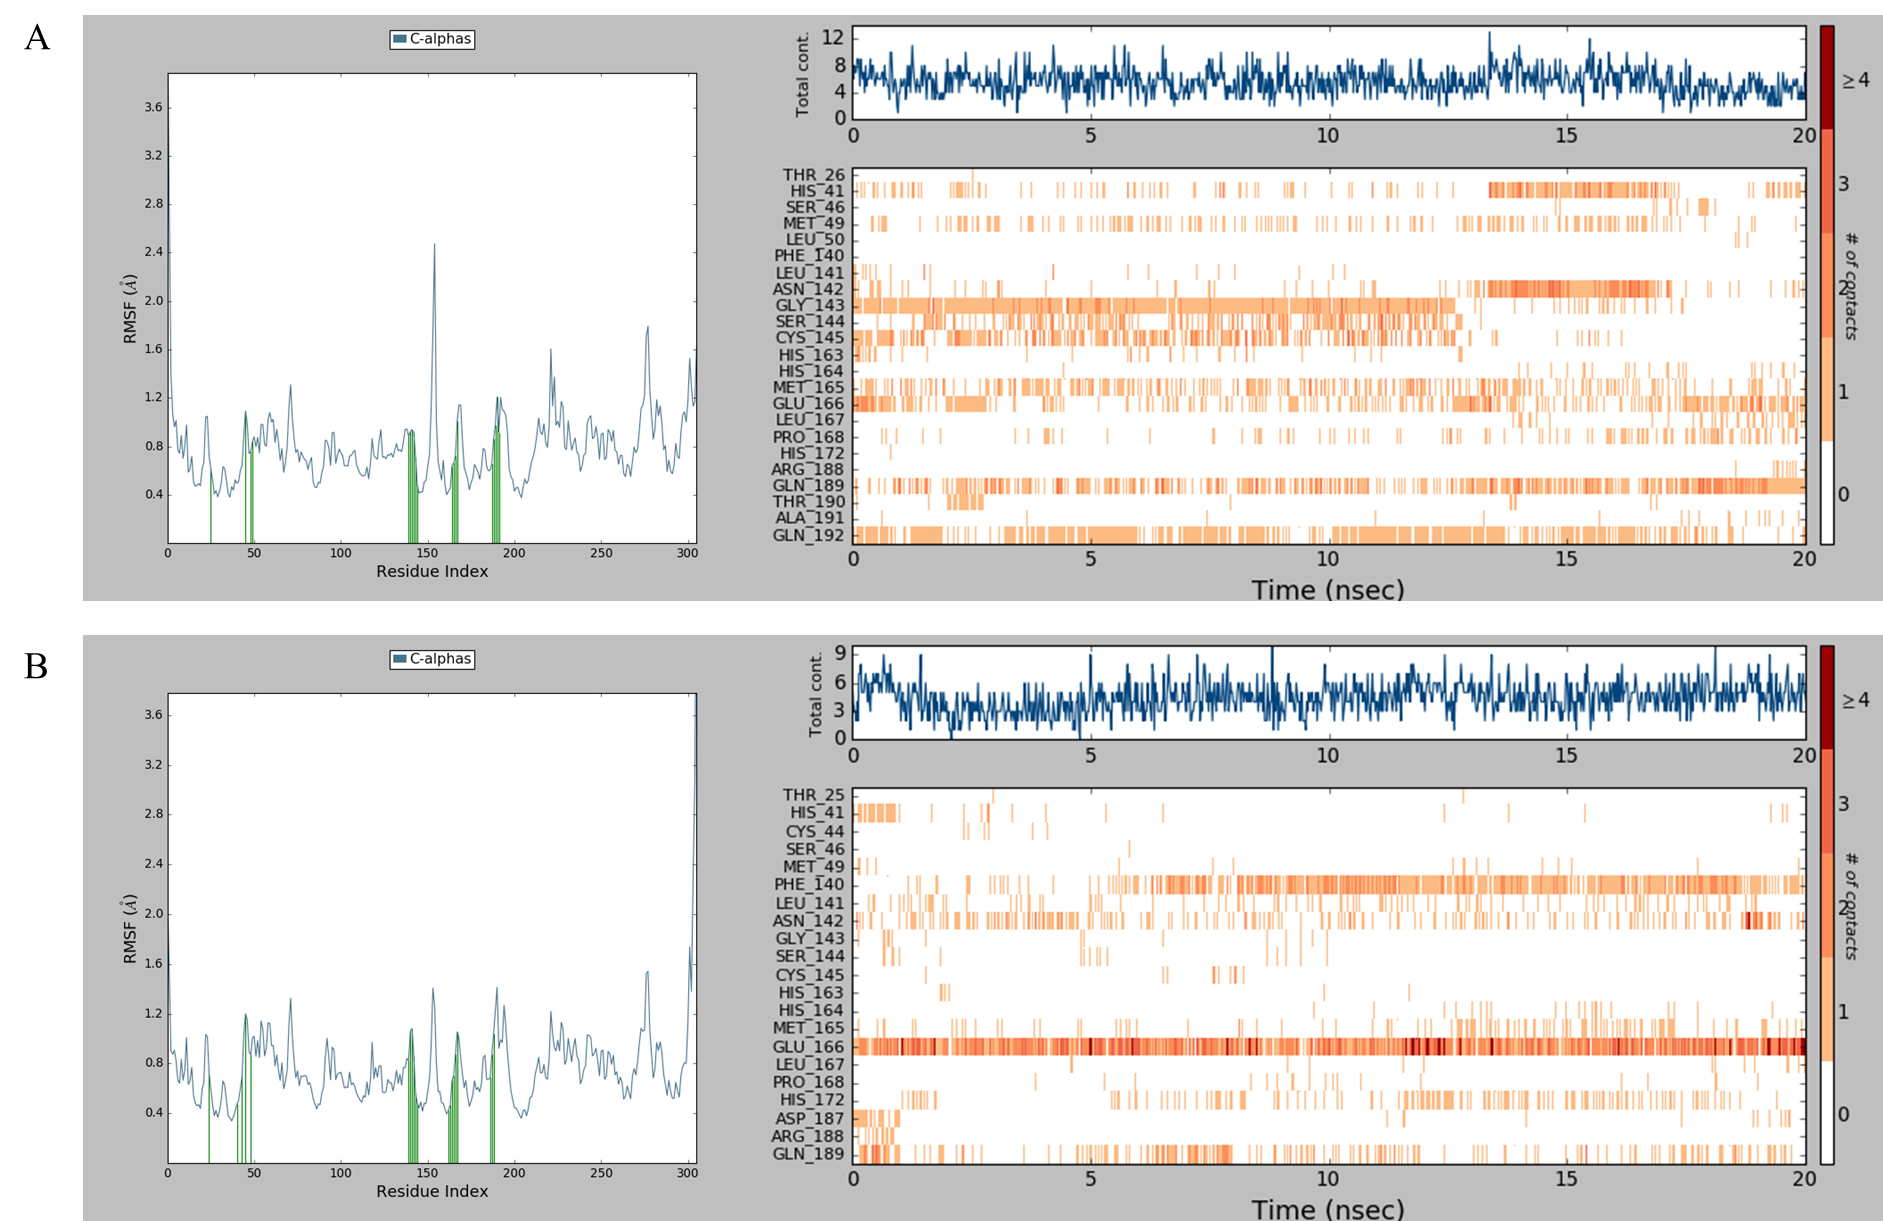 A
C-alphas
RMSF (Å)
3.6
3.2
2.8
2.4
2.0
1.6
1.2
0.8
0.4
0 50 100 150 200 250 300
Residue Index
Total cont.
12
8
4
0
0 5 10 15 20
THR_26
HIS_41
SER_46
MET_49
LEU_50
PHE_140
LEU_141
ASN_142
GLY_143
SER_144
CYS_145
HIS_163
HIS_164
MET_165
GLU_166
LEU_167
PRO_168
HIS_172
ARG_188
GLN_189
THR_190
ALA_191
GLN_192
0 5 10 15 20
Time (nsec)
≥4
3
2
1
0
# of contacts
B
C-alphas
RMSF (Å)
3.6
3.2
2.8
2.4
2.0
1.6
1.2
0.8
0.4
0 50 100 150 200 250 300
Residue Index
Total cont.
9
6
3
0
0 5 10 15 20
THR_25
HIS_41
CYS_44
SER_46
MET_49
PHE_140
LEU_141
ASN_142
GLY_143
SER_144
CYS_145
HIS_163
HIS_164
MET_165
GLU_166
LEU_167
PRO_168
HIS_172
ASP_187
ARG_188
GLN_189
0 5 10 15 20
Time (nsec)
≥4
3
2
1
0
# of contacts